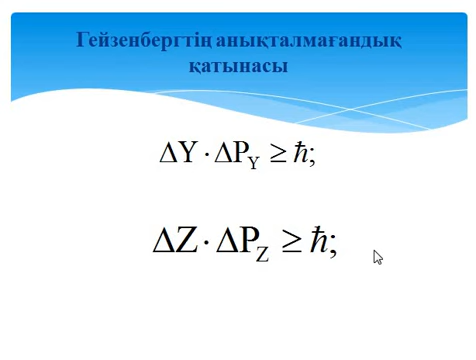 Гейзенбергтің анықталмағандық
қатынасы
ΔY · ΔP_Y ≥ ħ;
ΔZ · ΔP_Z ≥ ħ;